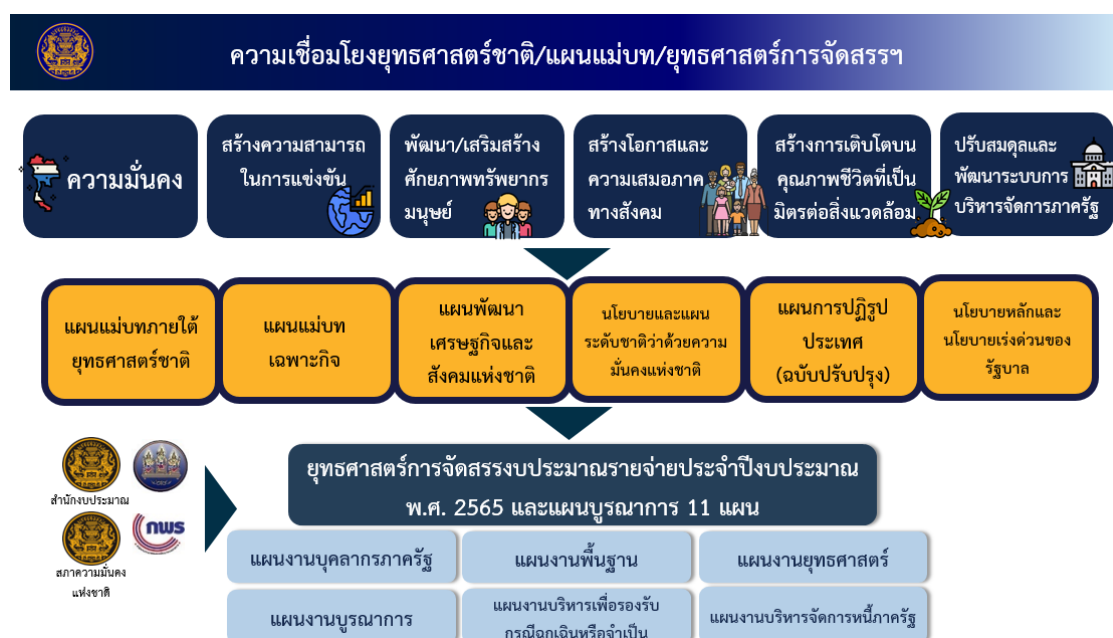 ความเชื่อมโยงยุทธศาสตร์ชาติ/แผนแม่บท/ยุทธศาสตร์การจัดสรรฯ
ความมั่นคง
สร้างความสามารถ
ในการแข่งขัน
พัฒนา/เสริมสร้าง
ศักยภาพทรัพยากร
มนุษย์
สร้างโอกาสและ
ความเสมอภาค
ทางสังคม
สร้างการเติบโตบน
คุณภาพชีวิตที่เป็น
มิตรต่อสิ่งแวดล้อม
ปรับสมดุลและ
พัฒนาระบบการ
บริหารจัดการภาครัฐ
แผนแม่บทภายใต้
ยุทธศาสตร์ชาติ
แผนแม่บท
เฉพาะกิจ
แผนพัฒนา
เศรษฐกิจและ
สังคมแห่งชาติ
นโยบายและแผน
ระดับชาติว่าด้วยความ
มั่นคงแห่งชาติ
แผนการปฏิรูป
ประเทศ
(ฉบับปรับปรุง)
นโยบายหลักและ
นโยบายเร่งด่วนของ
รัฐบาล
สำนักงบประมาณ
กพร
สภาความมั่นคง
แห่งชาติ
ยุทธศาสตร์การจัดสรรงบประมาณรายจ่ายประจำปีงบประมาณ
พ.ศ. 2565 และแผนบูรณาการ 11 แผน
แผนงานบุคลากรภาครัฐ
แผนงานพื้นฐาน
แผนงานยุทธศาสตร์
แผนงานบูรณาการ
แผนงานบริหารเพื่อรองรับ
กรณีฉุกเฉินหรือจำเป็น
แผนงานบริหารจัดการหนี้ภาครัฐ